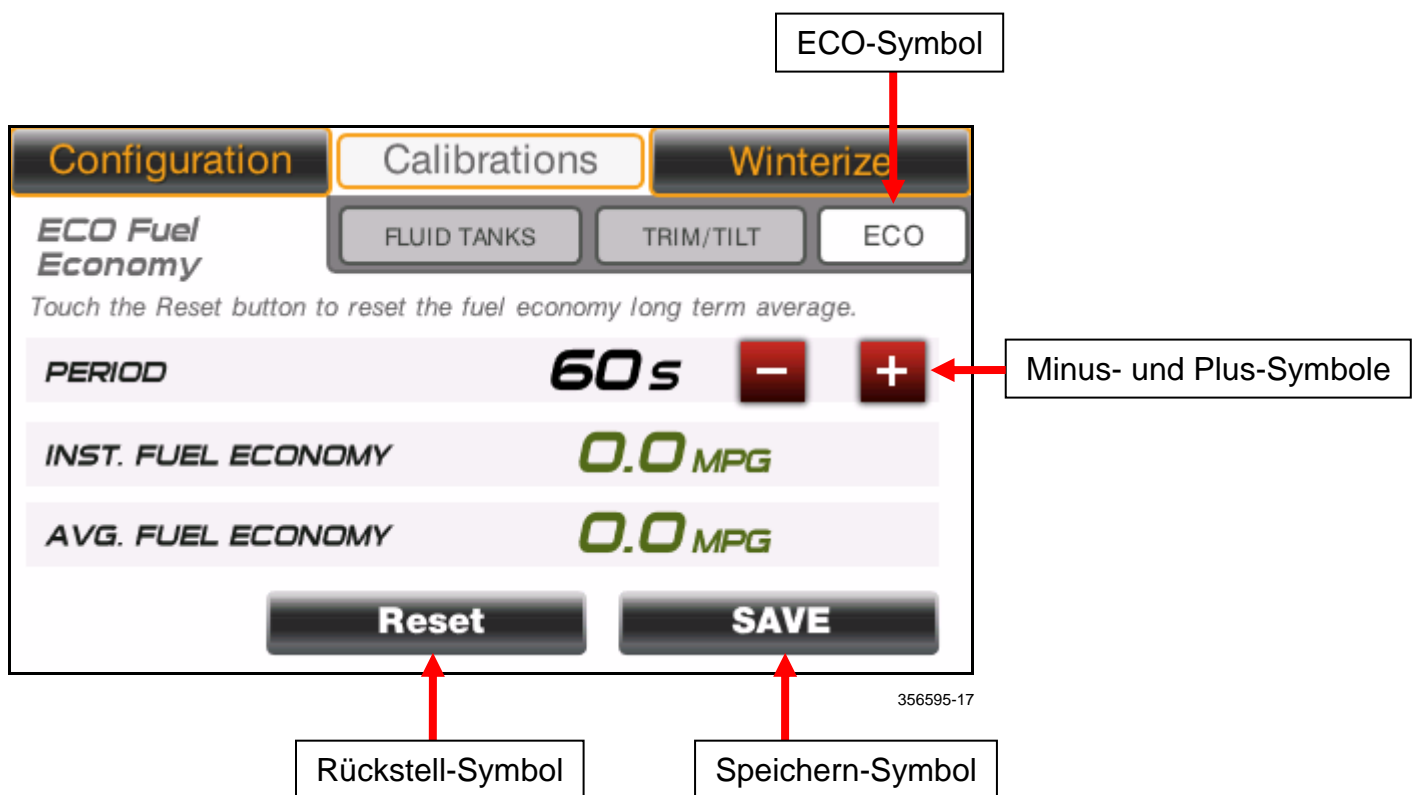 ECO-Symbol
Configuration
Calibrations
Winterize
ECO Fuel
Economy
FLUID TANKS
TRIM/TILT
ECO
Touch the Reset button to reset the fuel economy long term average.
PERIOD
60 s
−
+
Minus- und Plus-Symbole
INST. FUEL ECONOMY
0.0 MPG
AVG. FUEL ECONOMY
0.0 MPG
Reset
SAVE
356595-17
Rückstell-Symbol
Speichern-Symbol